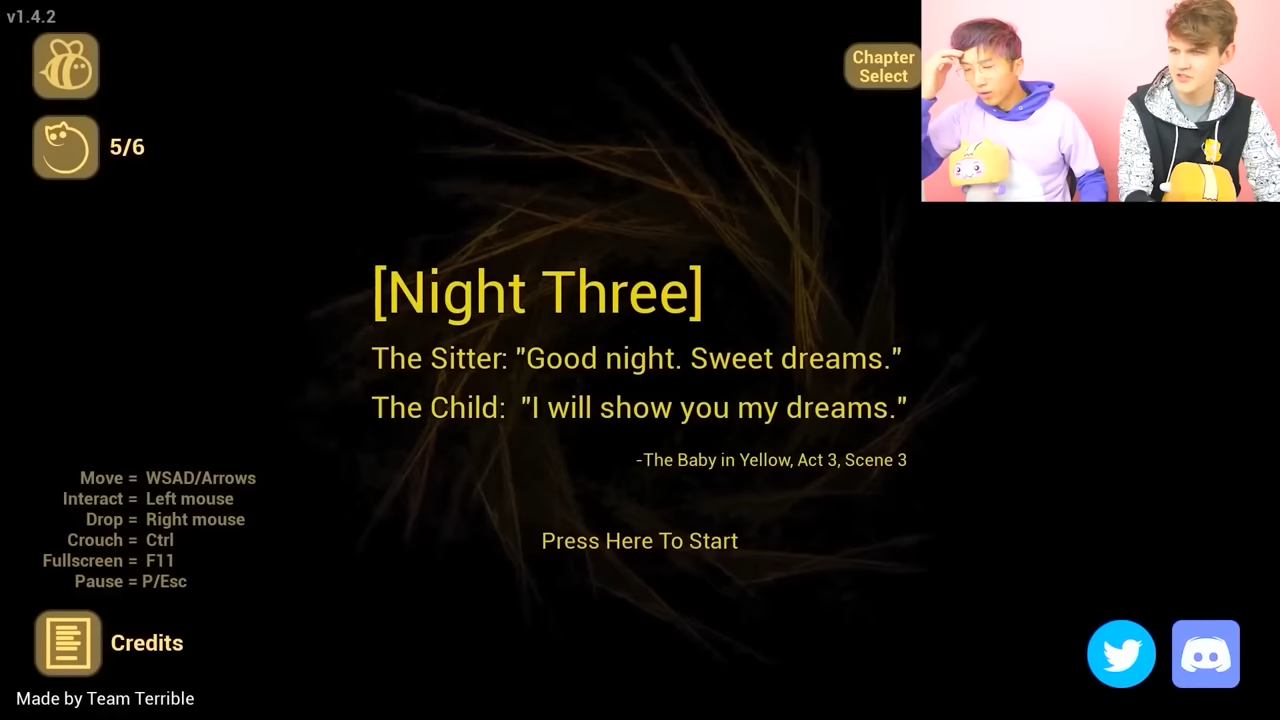 v1.4.2
Chapter
Select
5/6
[Night Three]
The Sitter: "Good night. Sweet dreams."
The Child: "I will show you my dreams."
-The Baby in Yellow, Act 3, Scene 3
Move = WSAD/Arrows
Interact = Left mouse
Drop = Right mouse
Crouch = Ctrl
Fullscreen = F11
Pause = P/Esc
Press Here To Start
Credits
Made by Team Terrible